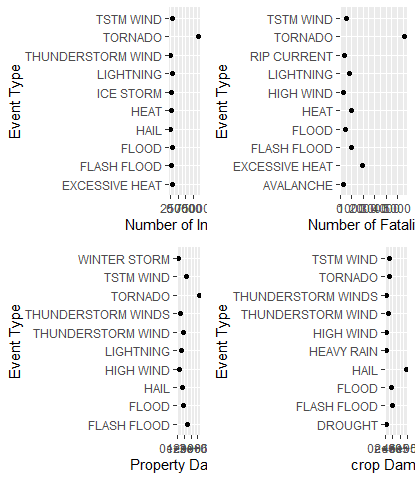 Event Type
TSTM WIND
TORNADO
THUNDERSTORM WIND
LIGHTNING
ICE STORM
HEAT
HAIL
FLOOD
FLASH FLOOD
EXCESSIVE HEAT
Number of In
Event Type
TSTM WIND
TORNADO
RIP CURRENT
LIGHTNING
HIGH WIND
HEAT
FLOOD
FLASH FLOOD
EXCESSIVE HEAT
AVALANCHE
Number of Fatali
Event Type
WINTER STORM
TSTM WIND
TORNADO
THUNDERSTORM WINDS
THUNDERSTORM WIND
LIGHTNING
HIGH WIND
HAIL
FLOOD
FLASH FLOOD
Property Da
Event Type
TSTM WIND
TORNADO
THUNDERSTORM WINDS
THUNDERSTORM WIND
HIGH WIND
HEAVY RAIN
HAIL
FLOOD
FLASH FLOOD
DROUGHT
crop Dam